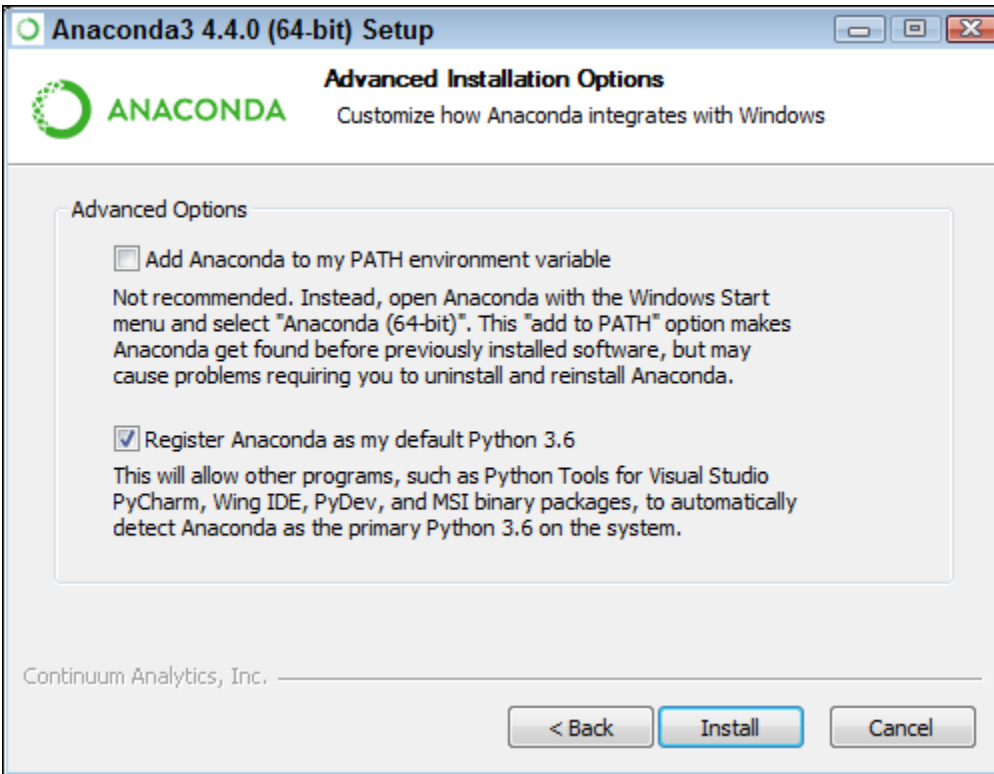 Anaconda3 4.4.0 (64-bit) Setup
ANACONDA
Advanced Installation Options
Customize how Anaconda integrates with Windows
Advanced Options
Add Anaconda to my PATH environment variable
Not recommended. Instead, open Anaconda with the Windows Start
menu and select "Anaconda (64-bit)". This "add to PATH" option makes
Anaconda get found before previously installed software, but may
cause problems requiring you to uninstall and reinstall Anaconda.
Register Anaconda as my default Python 3.6
This will allow other programs, such as Python Tools for Visual Studio
PyCharm, Wing IDE, PyDev, and MSI binary packages, to automatically
detect Anaconda as the primary Python 3.6 on the system.
Continuum Analytics, Inc.
< Back
Install
Cancel